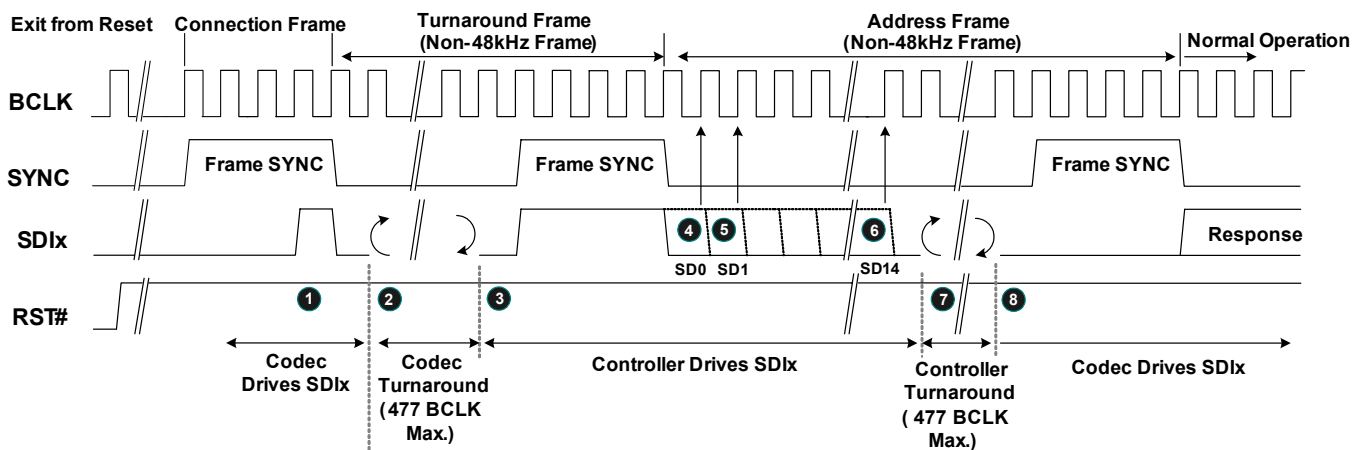 Exit from Reset
Connection Frame
Turnaround Frame
(Non-48kHz Frame)
Address Frame
(Non-48kHz Frame)
Normal Operation
BCLK
SYNC
Frame SYNC
Frame SYNC
Frame SYNC
SDIx
4
5
6
Response
SD0
SD1
SD14
RST#
1
2
3
7
8
Codec
Drives SDIx
Codec
Turnaround
(477 BCLK
Max.)
Controller Drives SDIx
Controller
Turnaround
( 477 BCLK
Max.)
Codec Drives SDIx